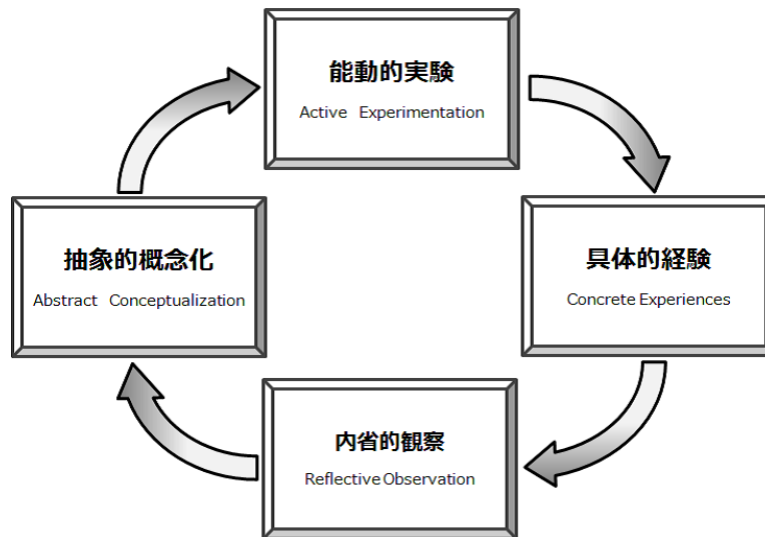 能動的実験
Active Experimentation
抽象的概念化
Abstract Conceptualization
具体的経験
Concrete Experiences
内省的観察
Reflective Observation